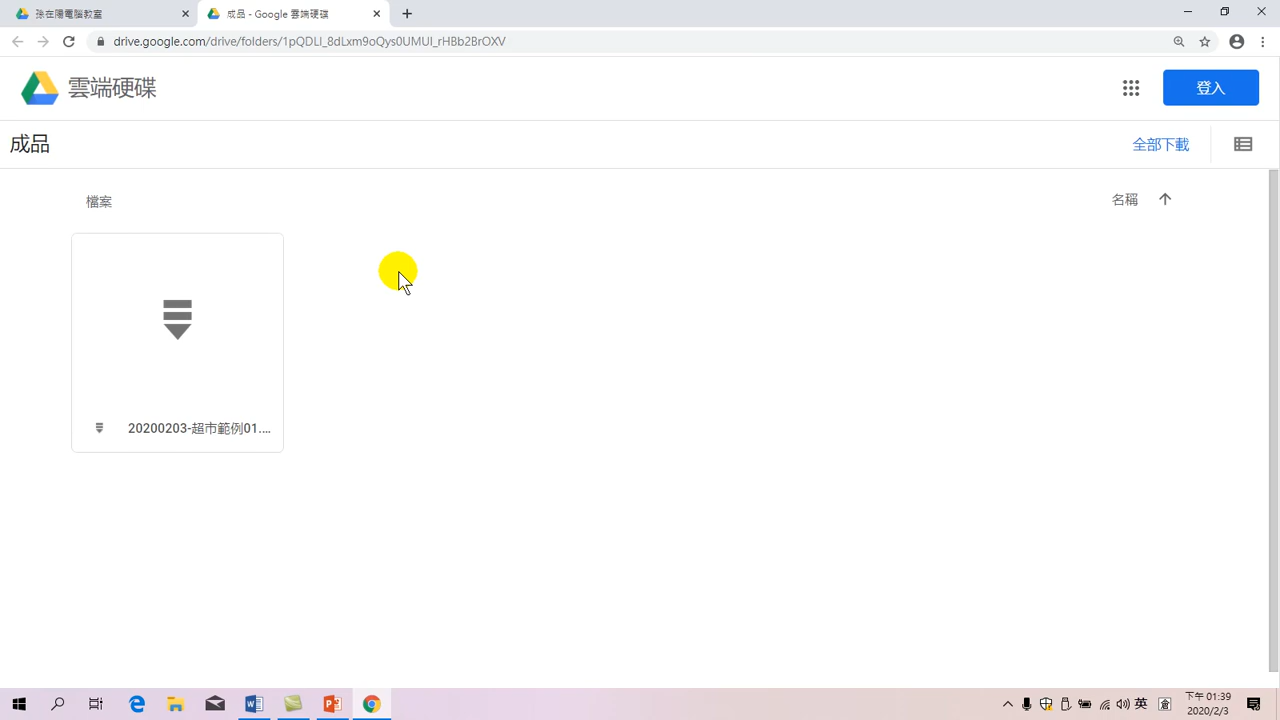 孫在陽電腦教室
成品 - Google 雲端硬碟
drive.google.com/drive/folders/1pQDLl_8dLxm9oQys0UMUl_rHBb2BrOXV
雲端硬碟
登入
成品
全部下載
檔案
名稱
20200203-超市範例01....
英
下午 01:39
2020/2/3